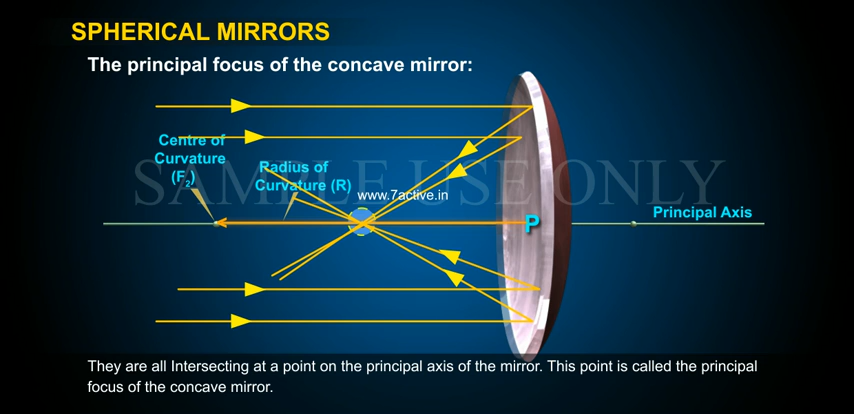 SPHERICAL MIRRORS
The principal focus of the concave mirror:
Centre of
Curvature
(F₂)
Radius of
Curvature (R)
www.7active.in
SAMPLE USE ONLY
P
Principal Axis
They are all Intersecting at a point on the principal axis of the mirror. This point is called the principal
focus of the concave mirror.